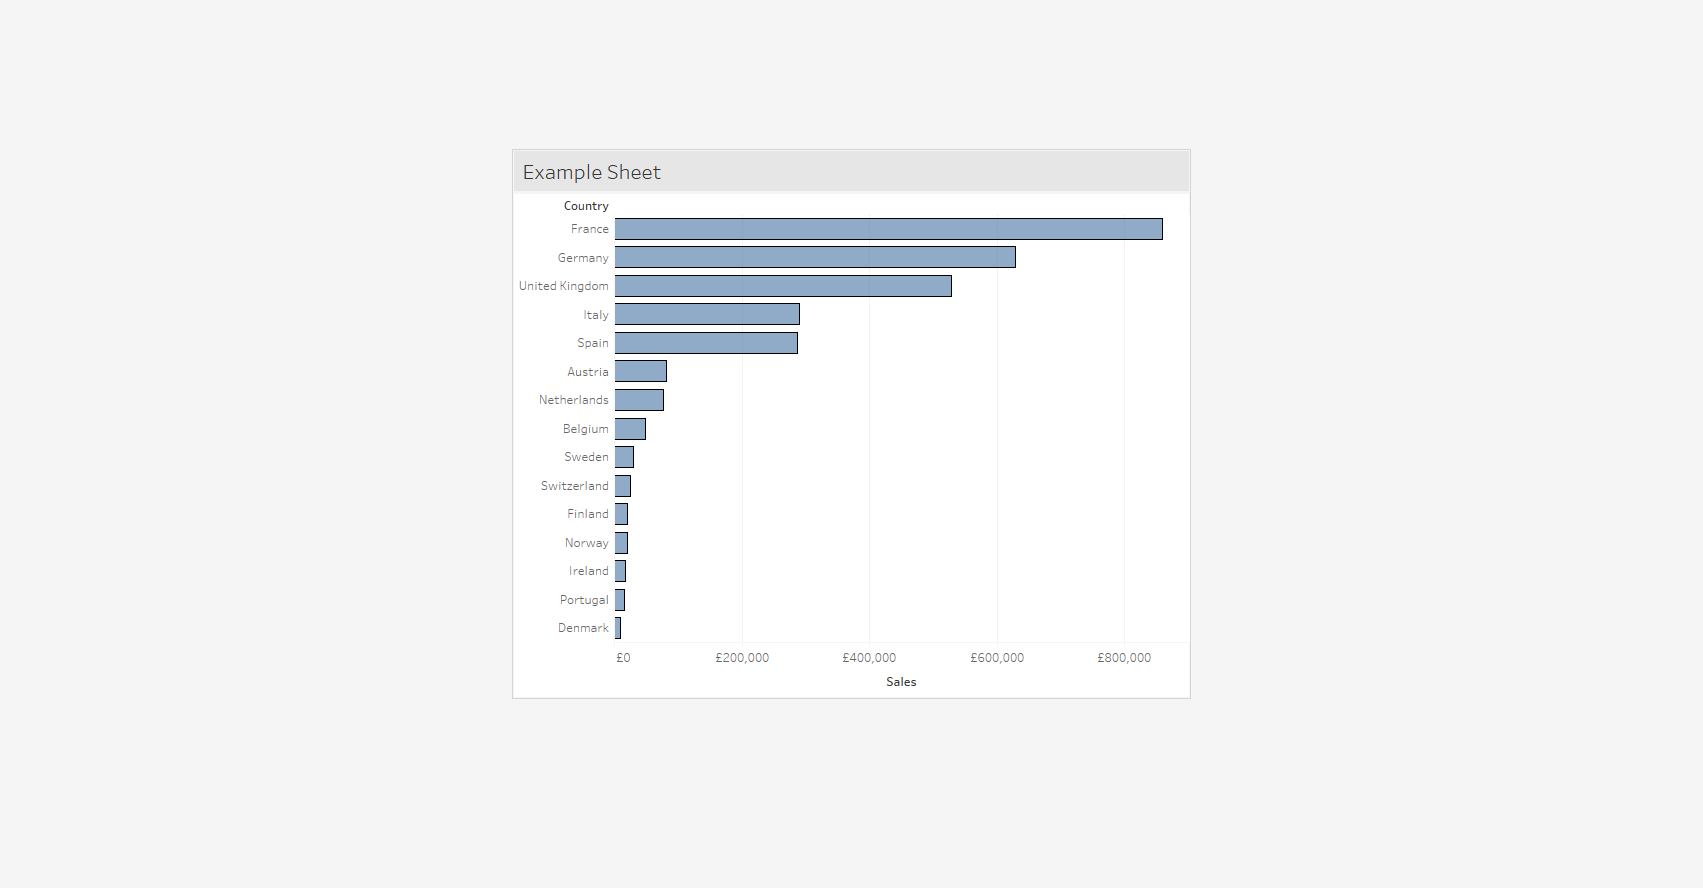 Example Sheet
Country
France
Germany
United Kingdom
Italy
Spain
Austria
Netherlands
Belgium
Sweden
Switzerland
Finland
Norway
Ireland
Portugal
Denmark
£0 £200,000 £400,000 £600,000 £800,000
Sales